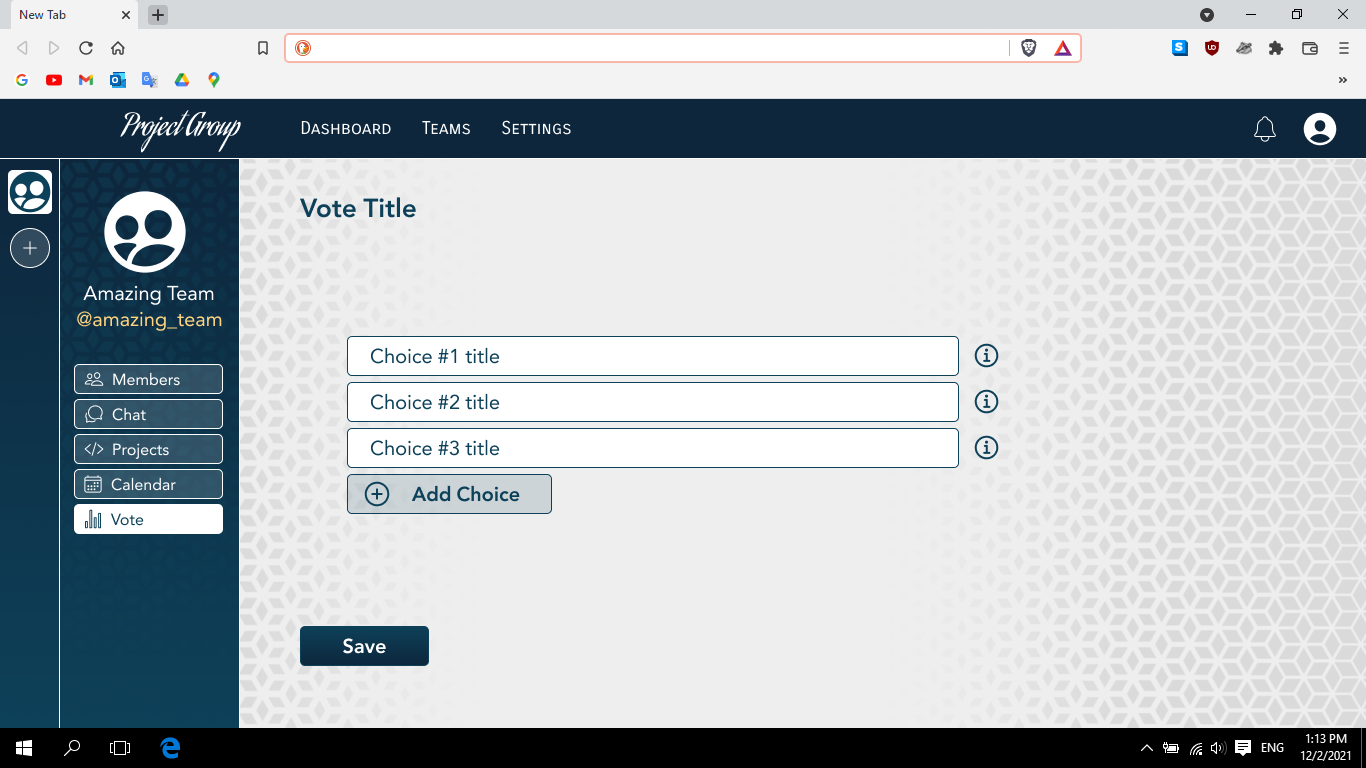 New Tab
Project Group
Dashboard
Teams
Settings
Amazing Team
@amazing_team
Members
Chat
Projects
Calendar
Vote
Vote Title
Choice #1 title
Choice #2 title
Choice #3 title
Add Choice
Save
ENG
1:13 PM
12/2/2021